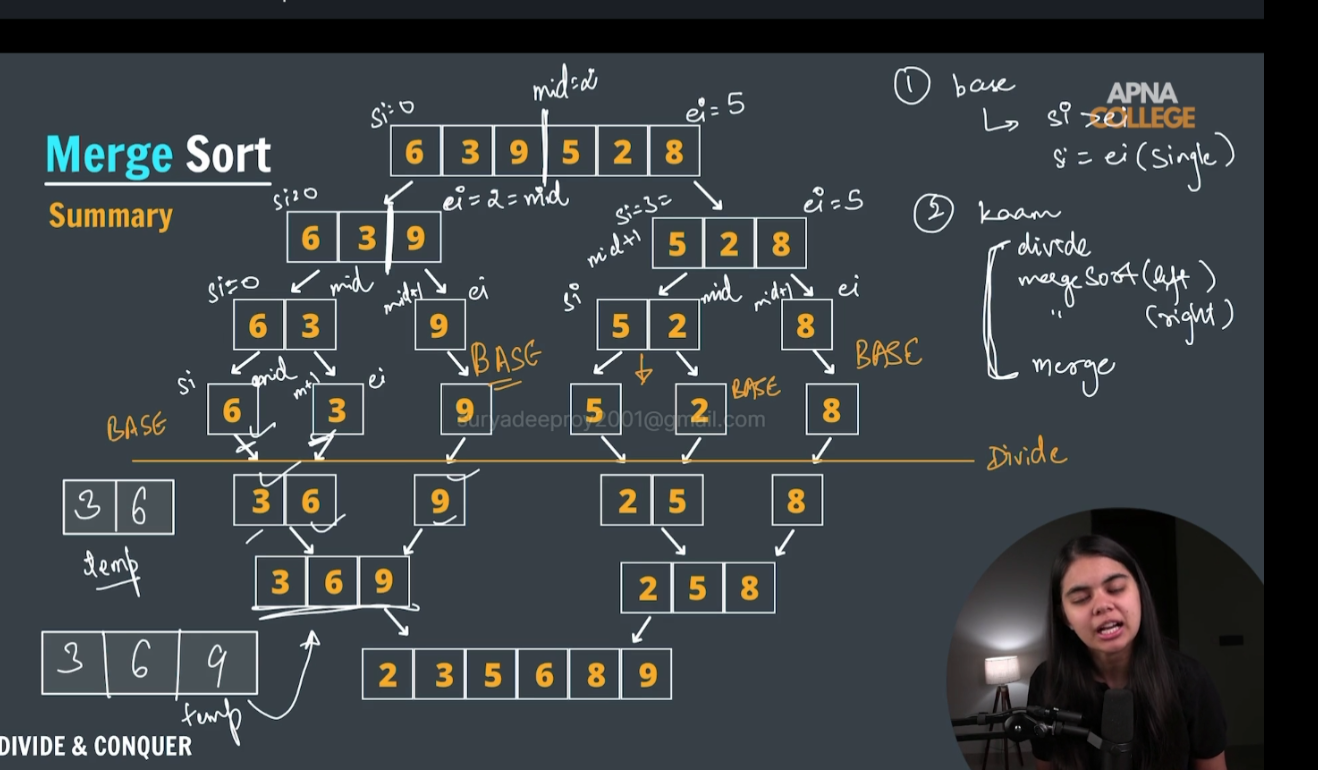 mid=2
si=0
ei=5
6 3 9 5 2 8
Merge Sort
Summary
si=0
ei=2=mid
6 3 9
si=3=
mid+1
ei=5
5 2 8
si=0
mid
mid+1
ei
6 3
9
si
mid
mid+1
ei
5 2
8
BASE
BASE
si
mid
m+1
ei
6
3
9
5
2
BASE
8
BASE
suryadeeproy2001@gmail.com
Divide
3 6
temp
3 6
9
2 5
8
3 6 9
2 5 8
3 6 9
temp
2 3 5 6 8 9
DIVIDE & CONQUER
① base
↳ si >ei
si = ei (single)
APNA
COLLEGE
② kaam
divide
mergeSort(left)
" (right)
merge